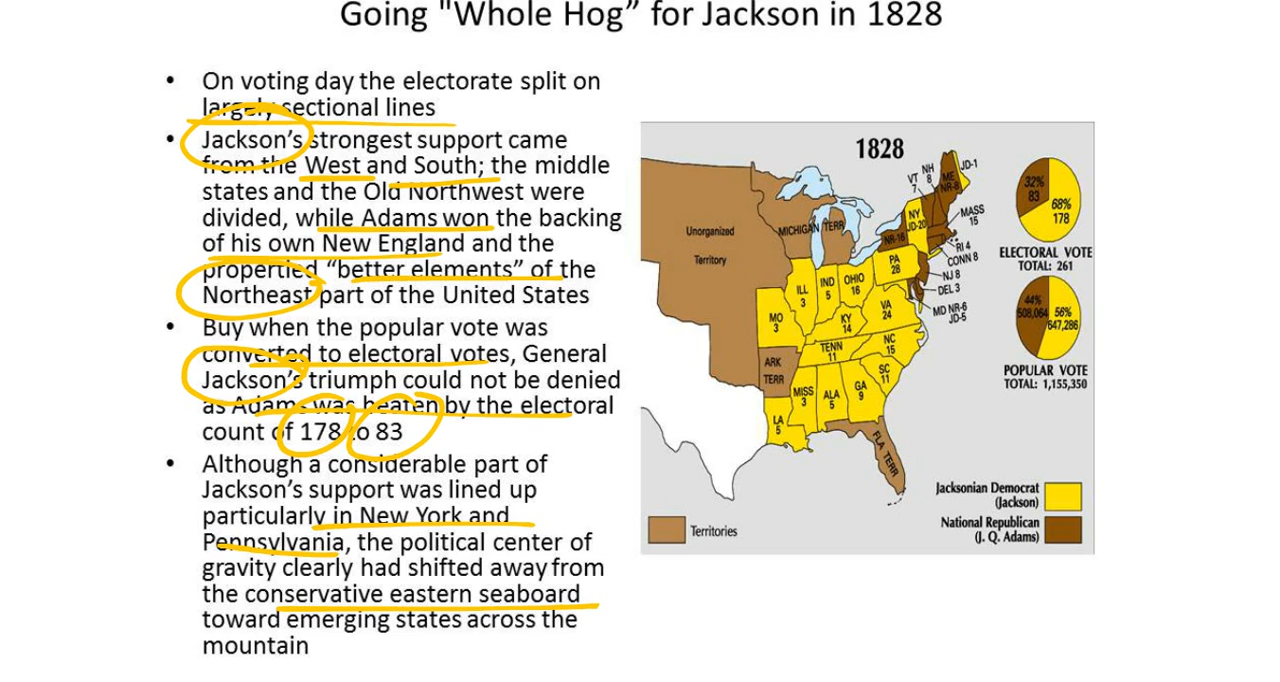 Going "Whole Hog” for Jackson in 1828
• On voting day the electorate split on
largely sectional lines
• Jackson’s strongest support came
from the West and South; the middle
states and the Old Northwest were
divided, while Adams won the backing
of his own New England and the
propertied “better elements” of the
Northeast part of the United States
• Buy when the popular vote was
converted to electoral votes, General
Jackson’s triumph could not be denied
as Adams was beaten by the electoral
count of 178 to 83
• Although a considerable part of
Jackson’s support was lined up
particularly in New York and
Pennsylvania, the political center of
gravity clearly had shifted away from
the conservative eastern seaboard
toward emerging states across the
mountain
1828
Unorganized
Territory
MICHIGAN TERR
VT
7
NH
8
ME
NR-8
JD-1
MASS
15
NY
JD-20
NR-16
RI 4
CONN 8
NJ 8
DEL 3
MD NR-6
JD-5
PA
28
ILL
3
IND
5
OHIO
16
MO
3
KY
14
VA
24
TENN
11
NC
15
ARK
TERR
SC
11
MISS
3
ALA
5
GA
9
LA
5
FLA TERR
32%
83
68%
178
ELECTORAL VOTE
TOTAL: 261
44%
508,064
56%
647,286
POPULAR VOTE
TOTAL: 1,155,350
Jacksonian Democrat
(Jackson)
National Republican
(J. Q. Adams)
Territories